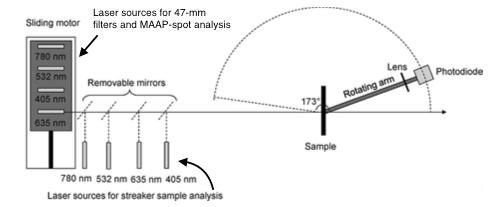 Laser sources for 47-mm
filters and MAAP-spot analysis
Sliding motor
780 nm
532 nm
405 nm
635 nm
Removable mirrors
780 nm 532 nm 635 nm 405 nm
Laser sources for streaker sample analysis
173°
Sample
Rotating arm
Lens
Photodiode